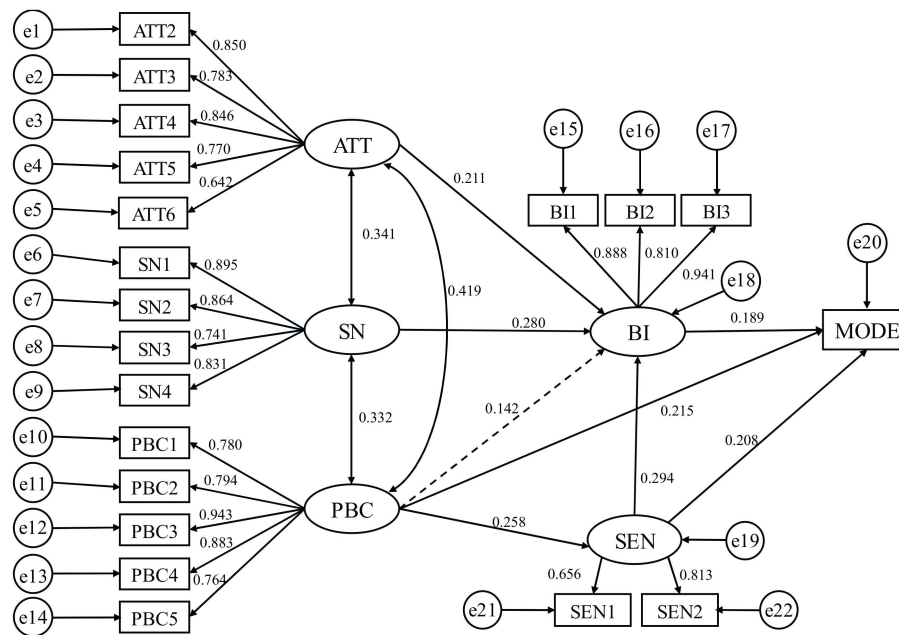 e1
ATT2
0.850
e2
ATT3
0.783
e3
ATT4
0.846
e4
ATT5
0.770
e5
ATT6
0.642
ATT
e6
SN1
0.895
e7
SN2
0.864
e8
SN3
0.741
e9
SN4
0.831
SN
e10
PBC1
0.780
e11
PBC2
0.794
e12
PBC3
0.943
e13
PBC4
0.883
e14
PBC5
0.764
PBC
0.341
0.419
0.332
0.211
0.280
0.142
0.258
e15
e16
e17
BI1
BI2
BI3
0.888
0.810
0.941
e18
BI
0.189
e20
MODE
0.215
0.208
0.294
SEN
e19
0.656
0.813
e21
SEN1
SEN2
e22